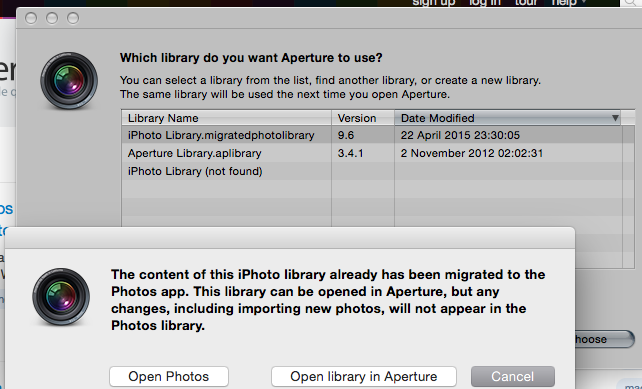 sign up log in tour help
Which library do you want Aperture to use?
You can select a library from the list, find another library, or create a new library.
The same library will be used the next time you open Aperture.
Library Name Version Date Modified
iPhoto Library.migratedphotolibrary 9.6 22 April 2015 23:30:05
Aperture Library.aplibrary 3.4.1 2 November 2012 02:02:31
iPhoto Library (not found)
The content of this iPhoto library already has been migrated to the
Photos app. This library can be opened in Aperture, but any
changes, including importing new photos, will not appear in the
Photos library.
hoose
Open Photos Open library in Aperture Cancel